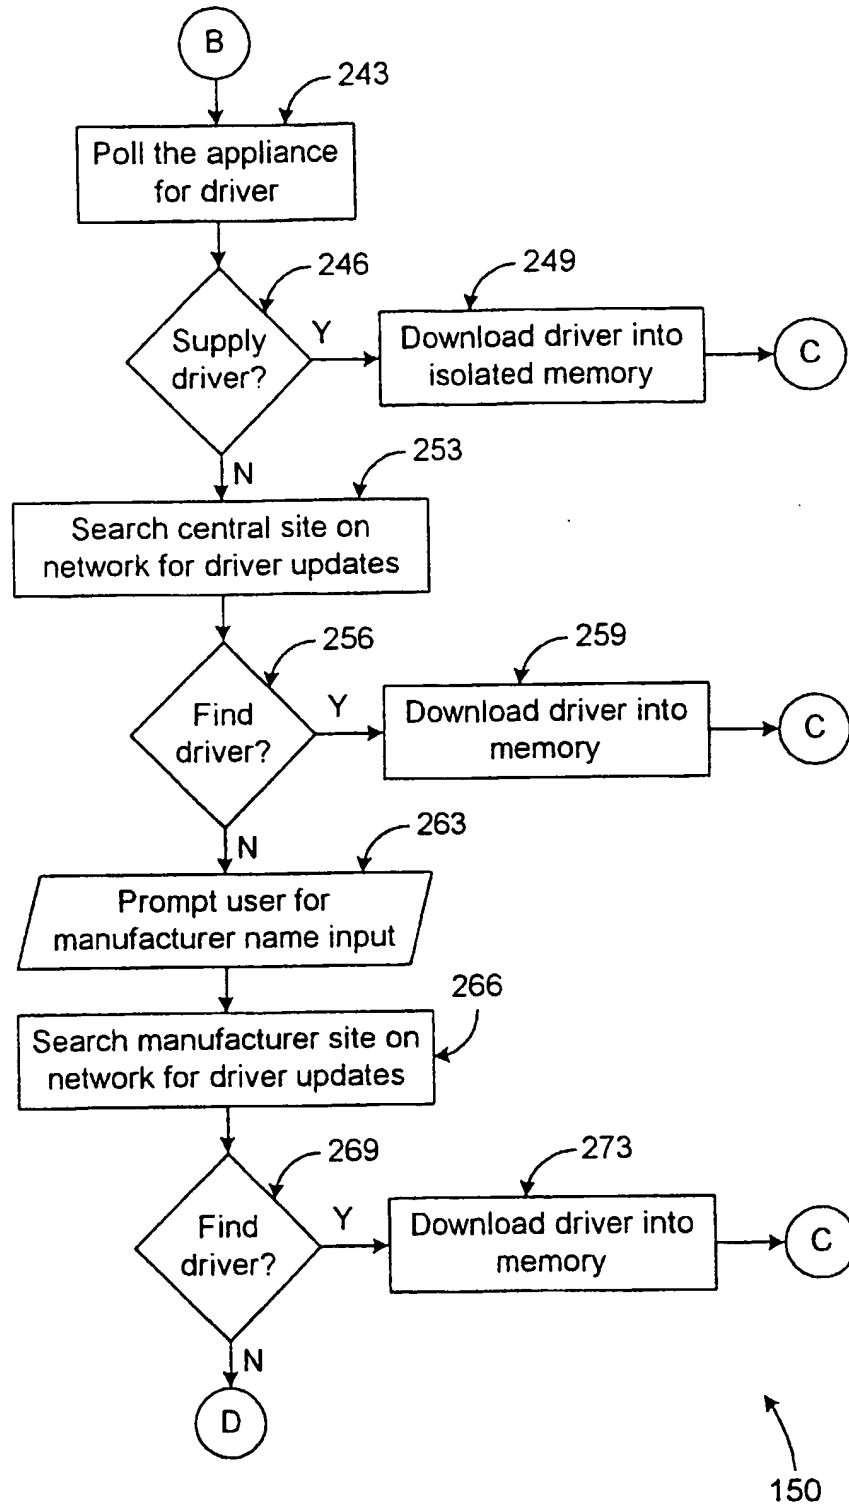 B
243
Poll the appliance
for driver
246
249
Supply
driver?
Y
Download driver into
isolated memory
C
N
253
Search central site on
network for driver updates
256
259
Find
driver?
Y
Download driver into
memory
C
N
263
Prompt user for
manufacturer name input
266
Search manufacturer site on
network for driver updates
269
273
Find
driver?
Y
Download driver into
memory
C
N
D
150